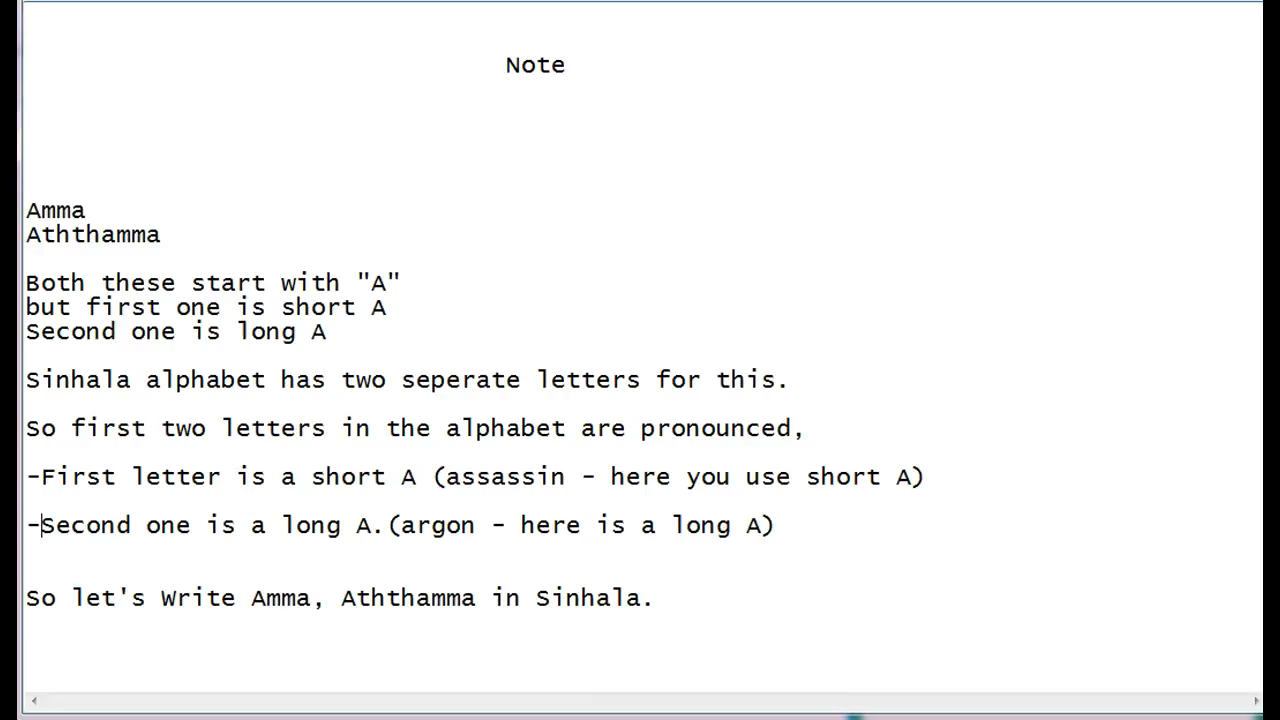 Note
Amma
Aththamma
Both these start with "A"
but first one is short A
Second one is long A
Sinhala alphabet has two seperate letters for this.
So first two letters in the alphabet are pronounced,
-First letter is a short A (assassin - here you use short A)
-Second one is a long A.(argon - here is a long A)
So let's Write Amma, Aththamma in Sinhala.